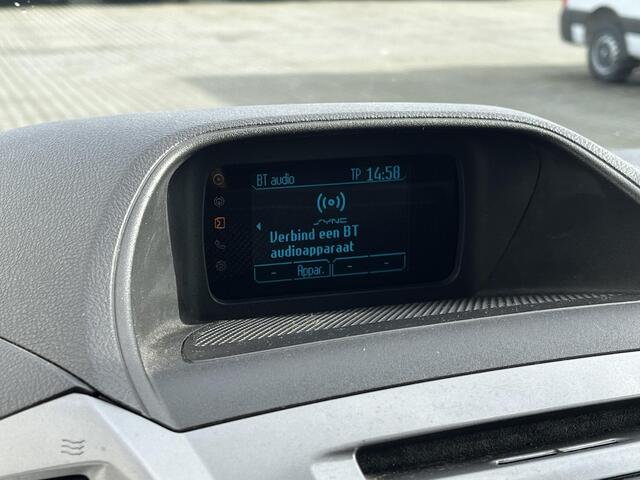 BT audio TP 14:58
SYNC
Verbind een BT
audioapparaat
- Appar. - -